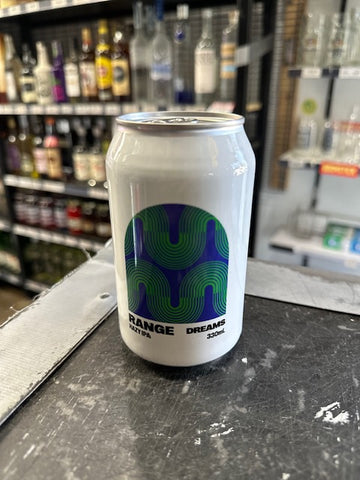 RANGE DREAMS
HAZY IPA 330mL